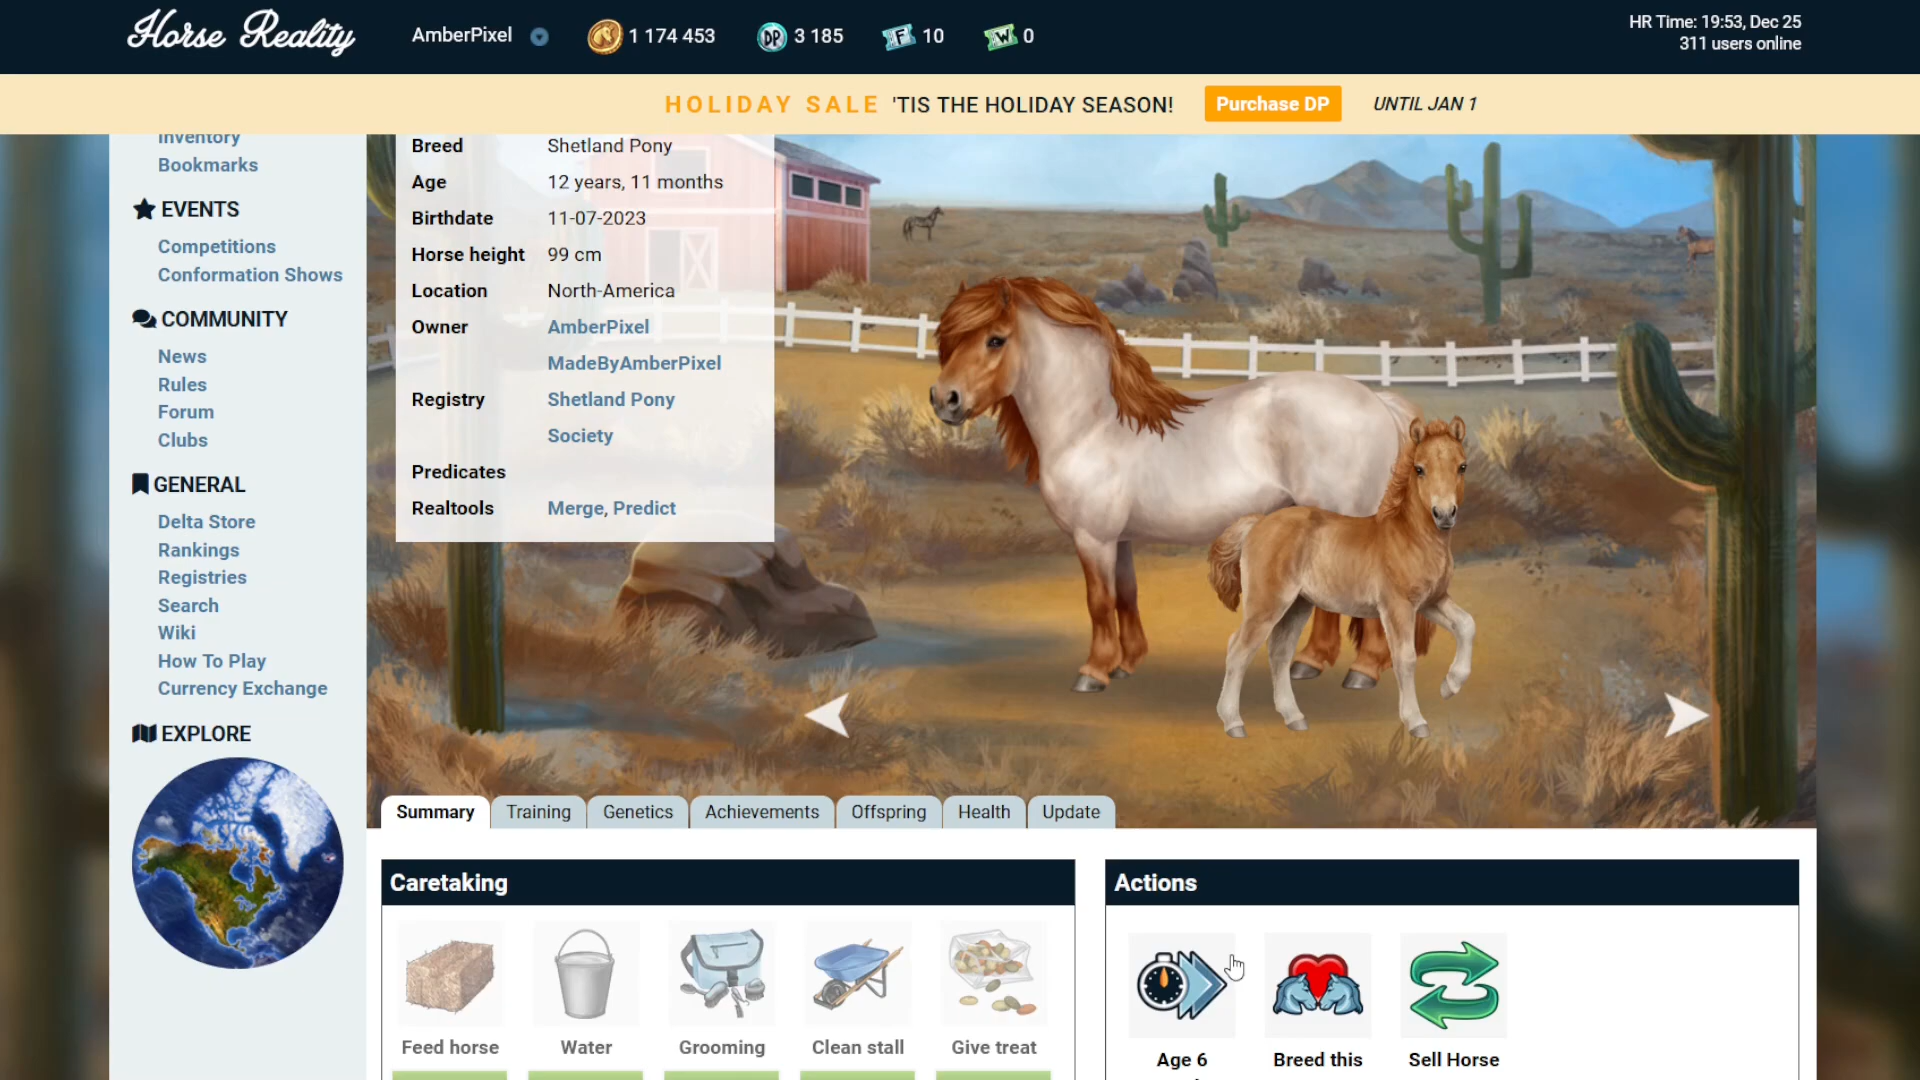 Horse Reality
AmberPixel
1 174 453
DP
3 185
F
10
W
0
HR Time: 19:53, Dec 25
311 users online
HOLIDAY SALE 'TIS THE HOLIDAY SEASON! Purchase DP UNTIL JAN 1
Inventory
Bookmarks
EVENTS
Competitions
Conformation Shows
COMMUNITY
News
Rules
Forum
Clubs
GENERAL
Delta Store
Rankings
Registries
Search
Wiki
How To Play
Currency Exchange
EXPLORE
Breed Shetland Pony
Age 12 years, 11 months
Birthdate 11-07-2023
Horse height 99 cm
Location North-America
Owner AmberPixel
MadeByAmberPixel
Registry Shetland Pony
Society
Predicates
Realtools Merge, Predict
Summary Training Genetics Achievements Offspring Health Update
Caretaking
Feed horse Water Grooming Clean stall Give treat
Actions
Age 6 Breed this Sell Horse